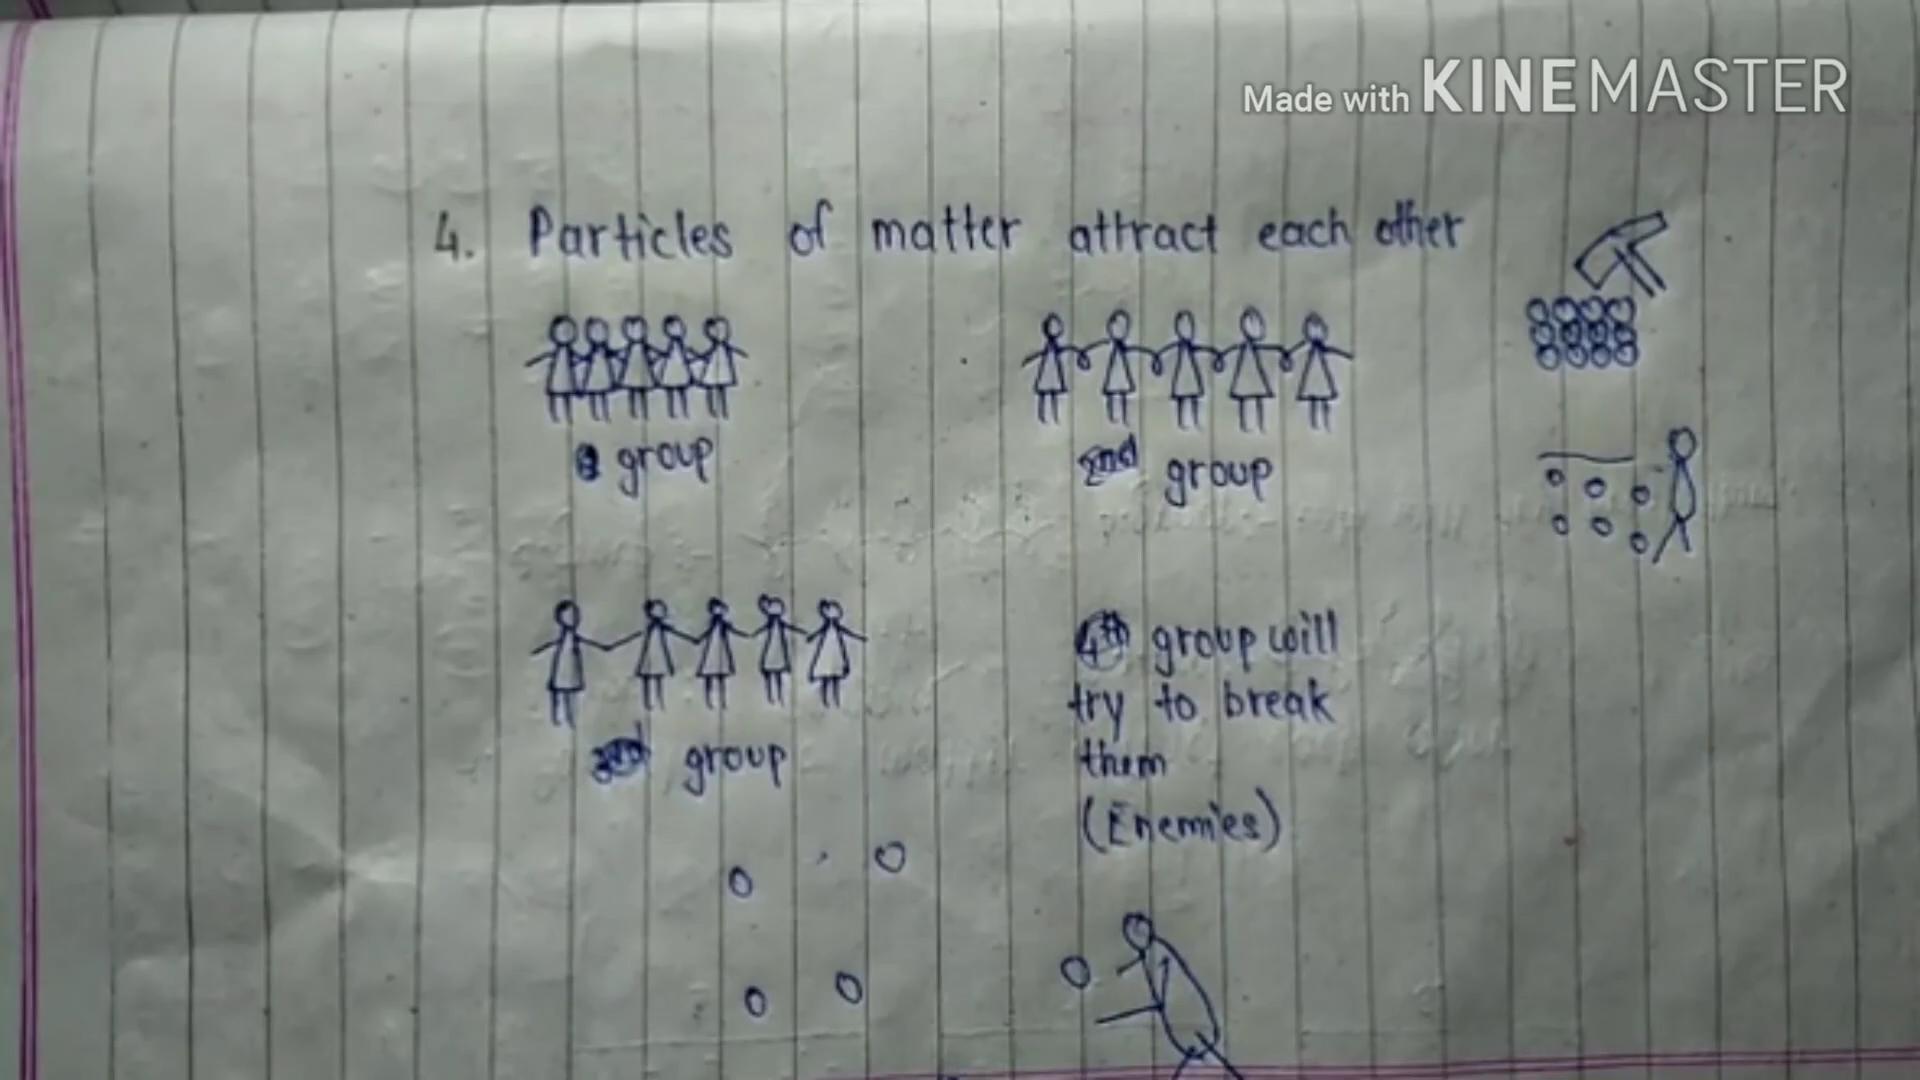 Made with KINEMASTER
4. Particles of matter attract each other
group
2nd group
3rd group
4th group will
try to break
them
(Enemies)